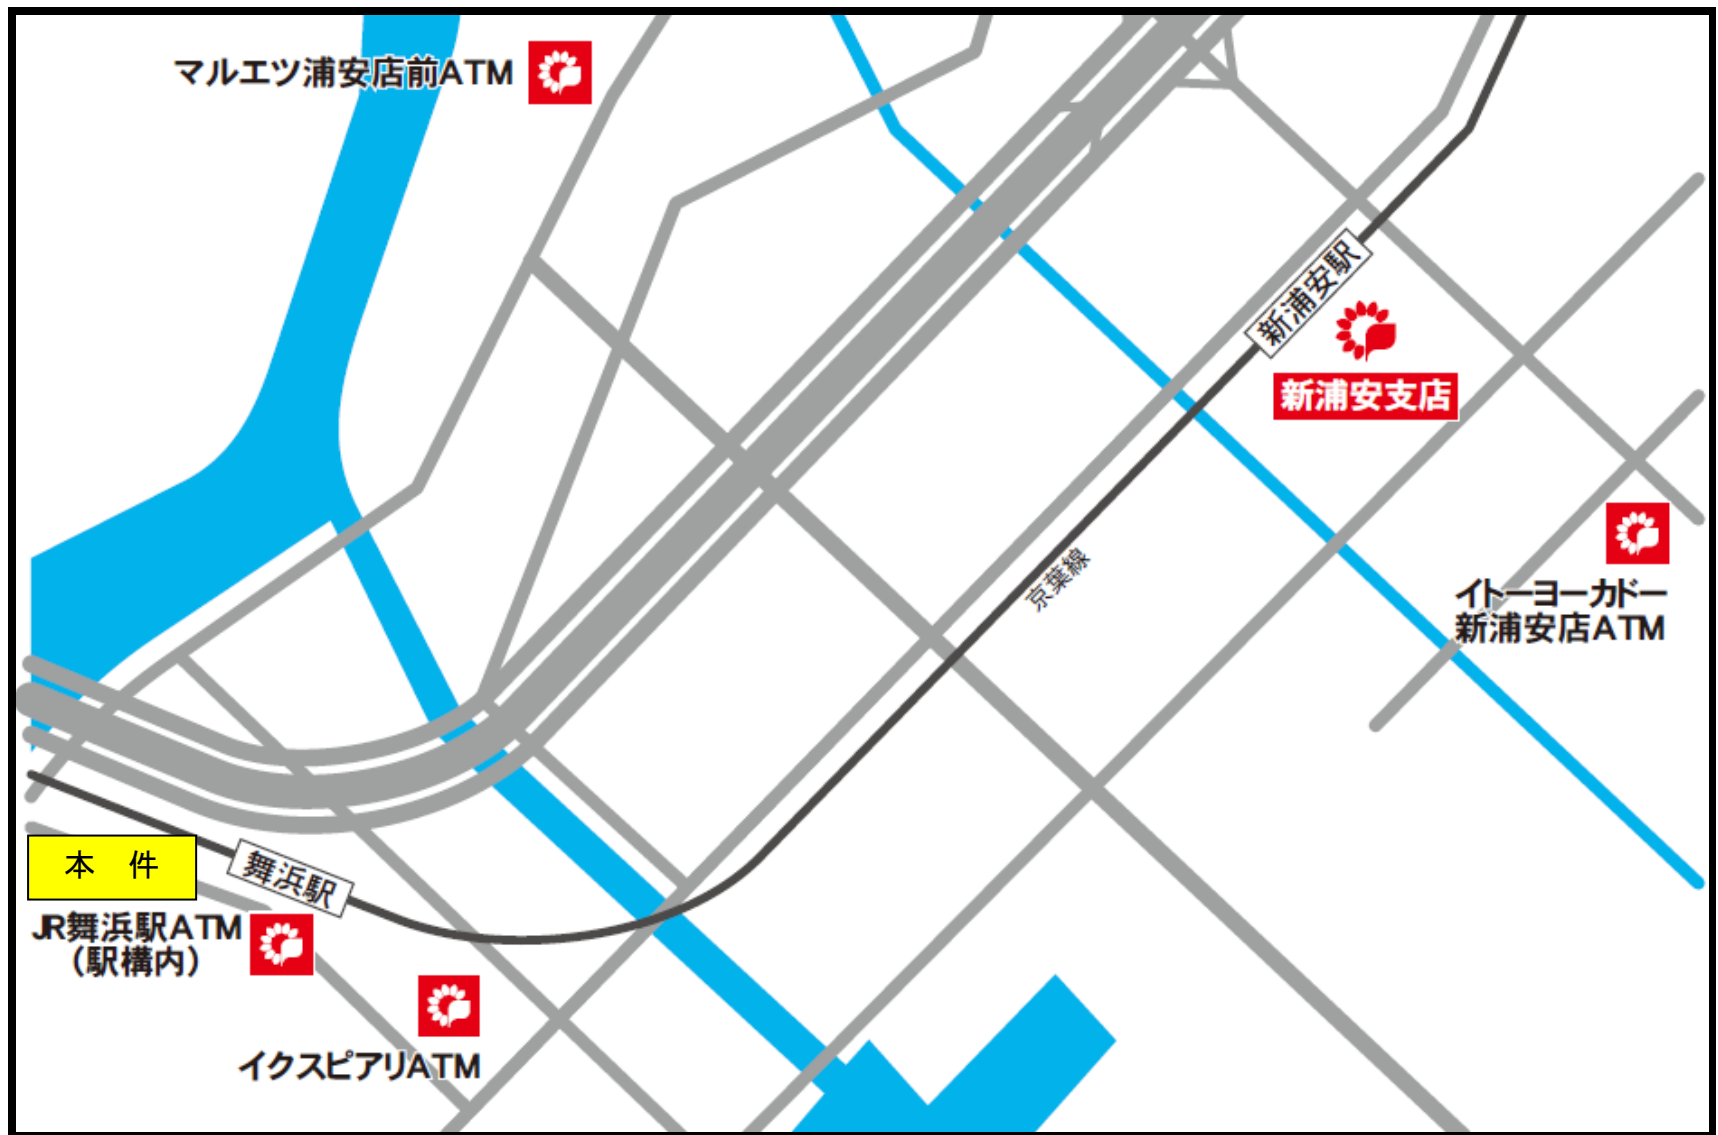 マルエツ浦安店前ATM
新浦安駅
新浦安支店
京葉線
イトーヨーカドー
新浦安店ATM
本　件
舞浜駅
JR舞浜駅ATM
（駅構内）
イクスピアリATM